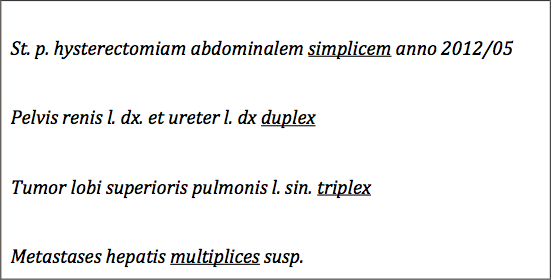 St. p. hysterectomiam abdominalem simplicem anno 2012/05
Pelvis renis l. dx. et ureter l. dx duplex
Tumor lobi superioris pulmonis l. sin. triplex
Metastases hepatis multiplices susp.